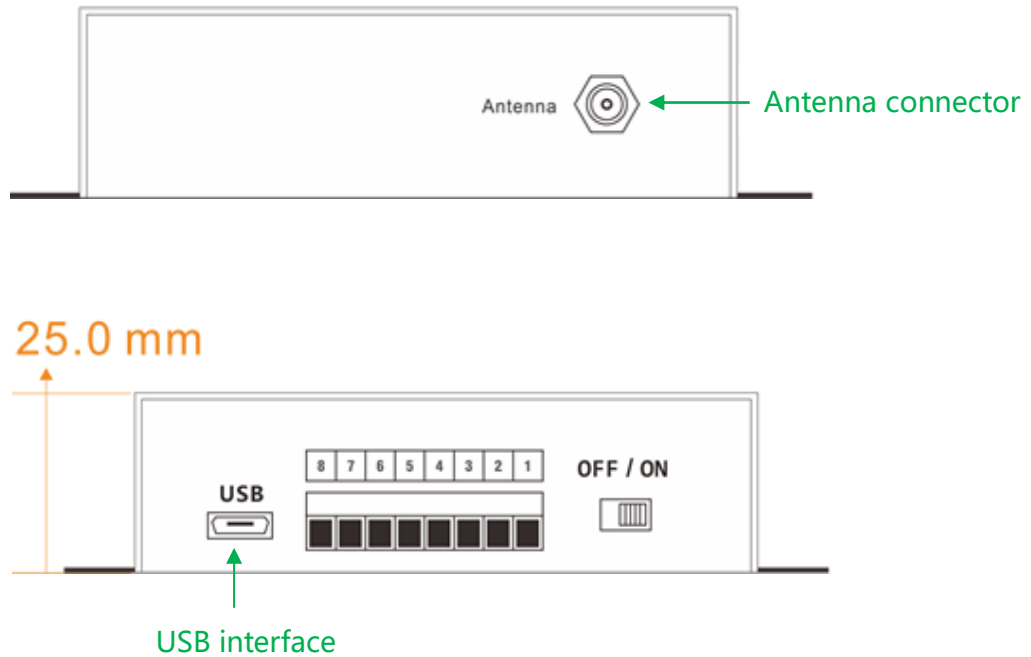 Antenna
Antenna connector
25.0 mm
8 7 6 5 4 3 2 1
OFF / ON
USB
USB interface